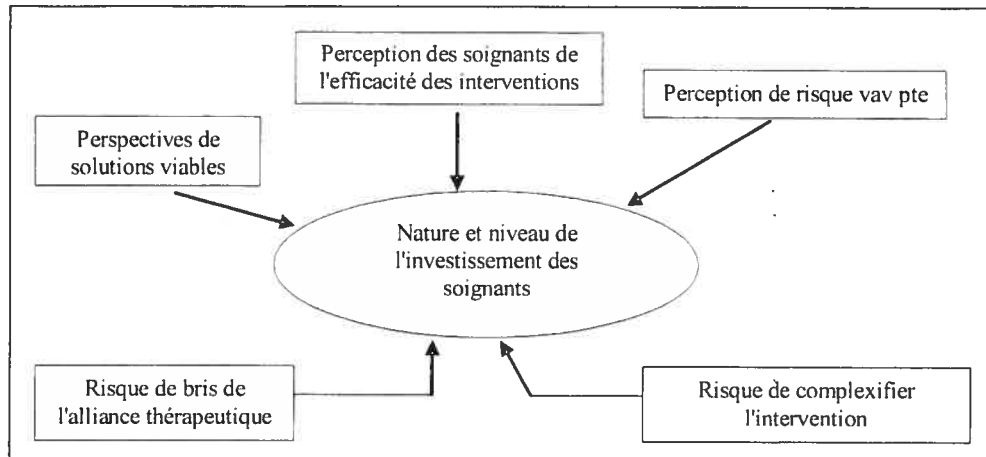 Perception des soignants de
l'efficacité des interventions
Perception de risque vav pte
Perspectives de
solutions viables
Nature et niveau de
l'investissement des
soignants
Risque de bris de
l'alliance thérapeutique
Risque de complexifier
l'intervention